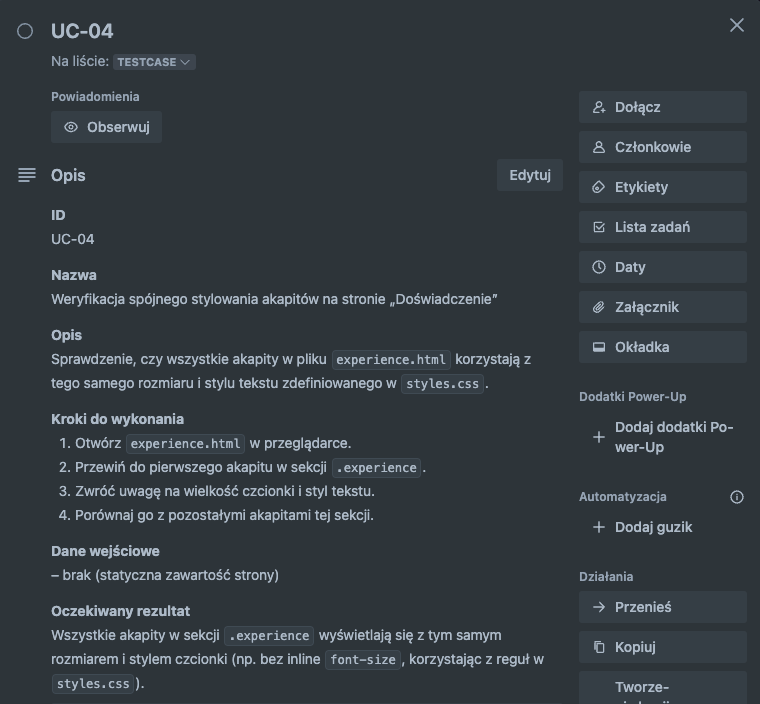 UC-04
Na liście: TESTCASE
Powiadomienia
Obserwuj
Opis
Edytuj
ID
UC-04
Nazwa
Weryfikacja spójnego stylowania akapitów na stronie „Doświadczenie”
Opis
Sprawdzenie, czy wszystkie akapity w pliku experience.html korzystają z
tego samego rozmiaru i stylu tekstu zdefiniowanego w styles.css.
Kroki do wykonania
1. Otwórz experience.html w przeglądarce.
2. Przewiń do pierwszego akapitu w sekcji .experience.
3. Zwróć uwagę na wielkość czcionki i styl tekstu.
4. Porównaj go z pozostałymi akapitami tej sekcji.
Dane wejściowe
– brak (statyczna zawartość strony)
Oczekiwany rezultat
Wszystkie akapity w sekcji .experience wyświetlają się z tym samym
rozmiarem i stylem czcionki (np. bez inline font-size, korzystając z reguł w
styles.css).
Dołącz
Członkowie
Etykiety
Lista zadań
Daty
Załącznik
Okładka
Dodatki Power-Up
Dodaj dodatki Po-
wer-Up
Automatyzacja
Dodaj guzik
Działania
Przenieś
Kopiuj
Tworze-